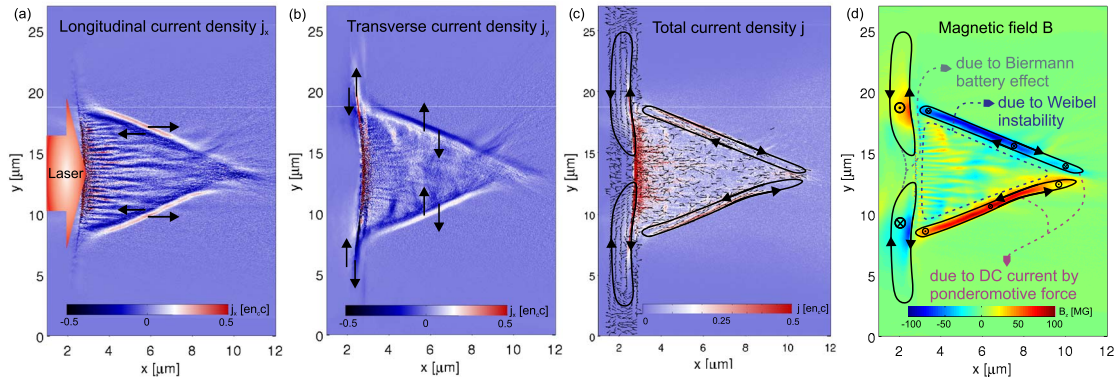 (a)
Longitudinal current density jx
Laser
jx [encc]
-0.5 0 0.5
y [μm]
25
20
15
10
5
0
2 4 6 8 10 12
x [μm]
(b)
Transverse current density jy
jx [encc]
-0.5 0 0.5
y [μm]
25
20
15
10
5
0
2 4 6 8 10 12
x [μm]
(c)
Total current density j
j [encc]
0 0.25 0.5
y [μm]
25
20
15
10
5
0
2 4 6 8 10 12
x [μm]
(d)
Magnetic field B
due to Biermann
battery effect
due to Weibel
instability
due to DC current by
ponderomotive force
Bz [MG]
-100 -50 0 50 100
y [μm]
25
20
15
10
5
0
2 4 6 8 10 12
x [μm]